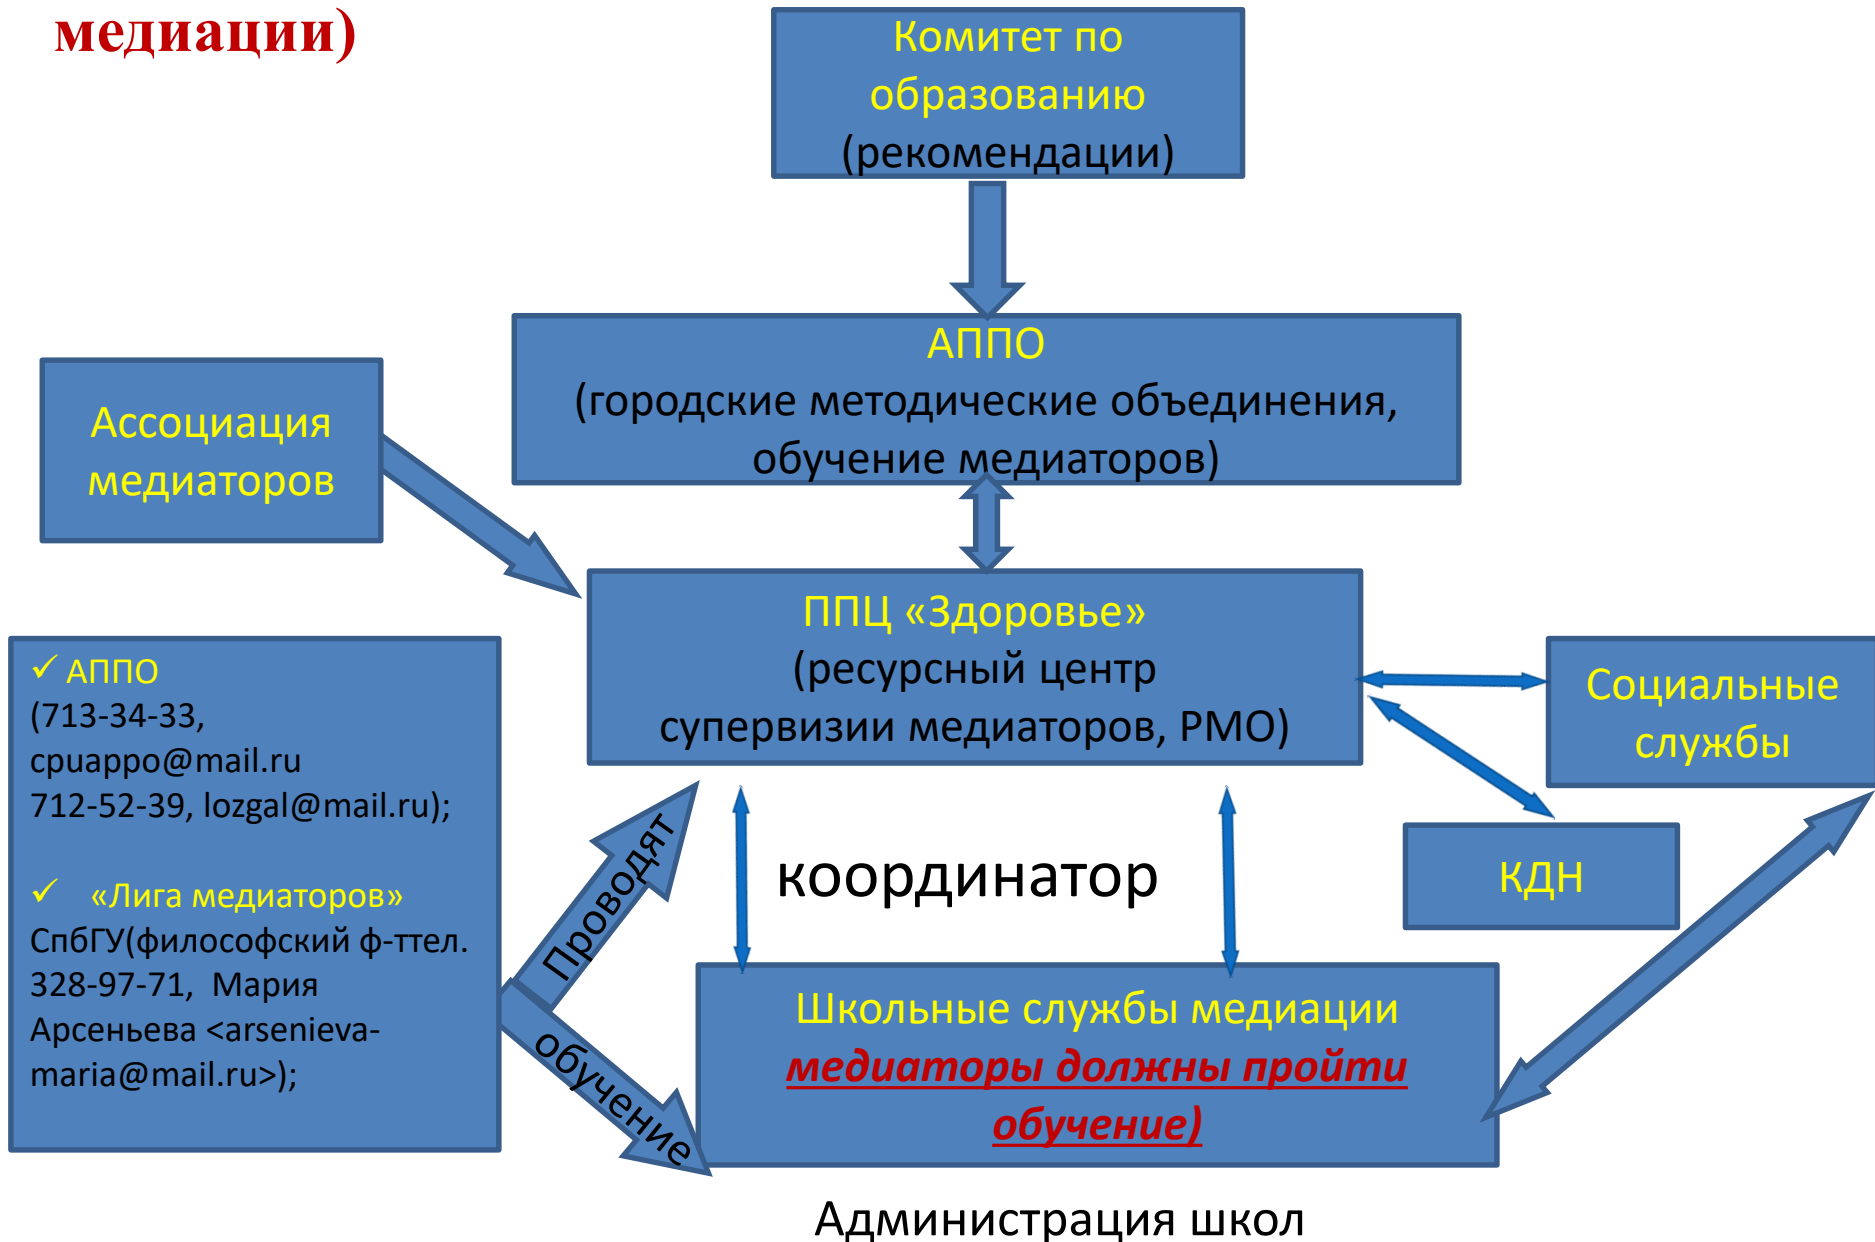 медиации)
Комитет по
образованию
(рекомендации)
АППО
(городские методические объединения,
обучение медиаторов)
Ассоциация
медиаторов
ППЦ «Здоровье»
(ресурсный центр
супервизии медиаторов, РМО)
Социальные
службы
КДН
✓ АППО
(713-34-33,
cpuappo@mail.ru
712-52-39, lozgal@mail.ru);
✓ «Лига медиаторов»
СпбГУ(философский ф-ттел.
328-97-71, Мария
Арсеньева <arsenieva-
maria@mail.ru>);
Проводят
обучение
координатор
Школьные службы медиации
медиаторы должны пройти
обучение)
Администрация школ